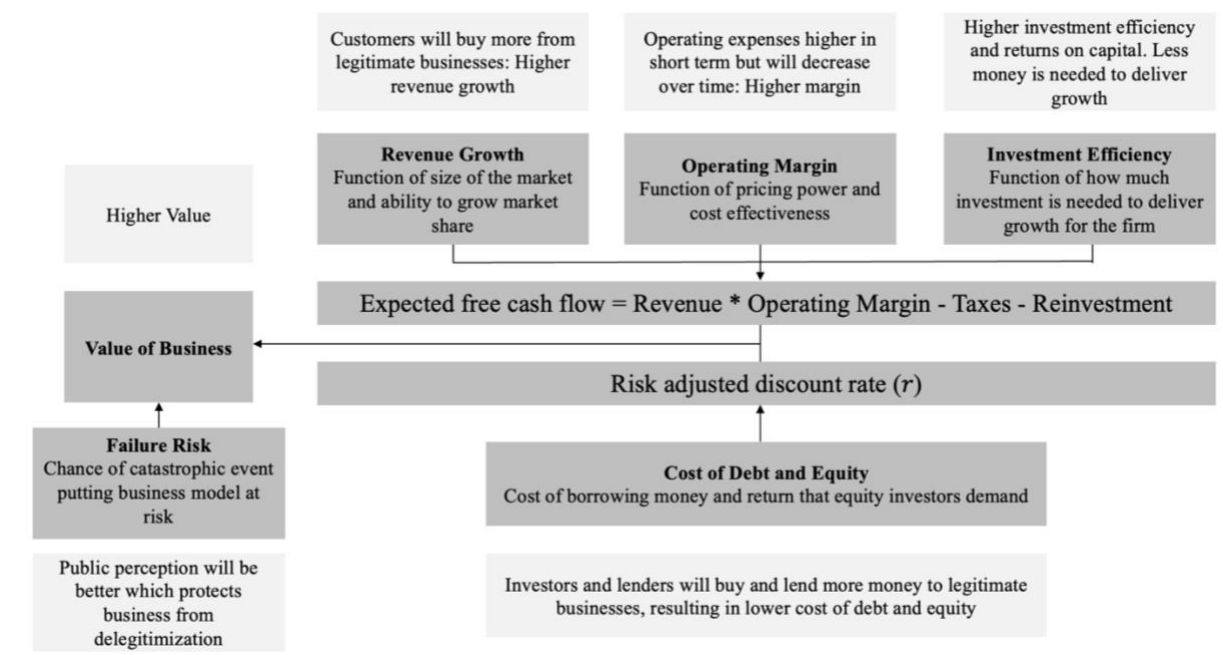 Customers will buy more from
legitimate businesses: Higher
revenue growth
Operating expenses higher in
short term but will decrease
over time: Higher margin
Higher investment efficiency
and returns on capital. Less
money is needed to deliver
growth
Revenue Growth
Function of size of the market
and ability to grow market
share
Operating Margin
Function of pricing power and
cost effectiveness
Investment Efficiency
Function of how much
investment is needed to deliver
growth for the firm
Higher Value
Expected free cash flow = Revenue * Operating Margin - Taxes - Reinvestment
Value of Business
Risk adjusted discount rate (r)
Failure Risk
Chance of catastrophic event
putting business model at
risk
Cost of Debt and Equity
Cost of borrowing money and return that equity investors demand
Public perception will be
better which protects
business from
delegitimization
Investors and lenders will buy and lend more money to legitimate
businesses, resulting in lower cost of debt and equity